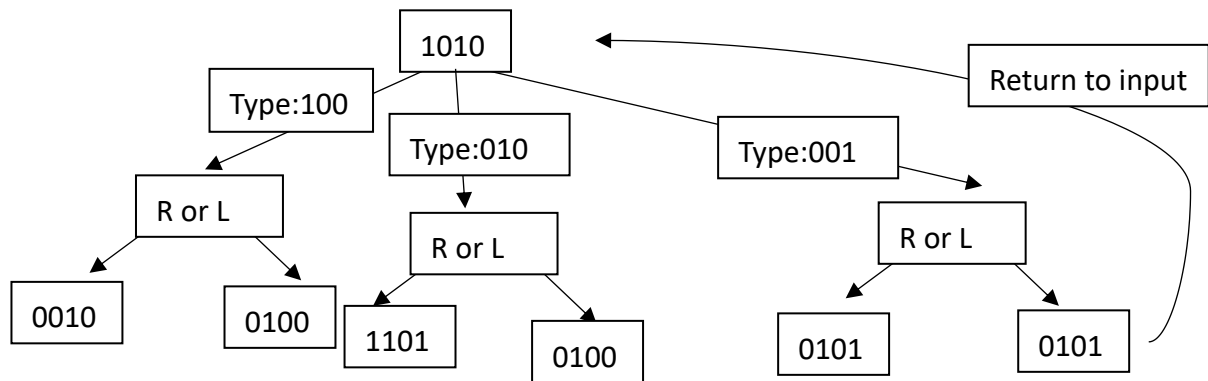 1010
Return to input
Type:100
Type:010
Type:001
R or L
R or L
R or L
0010
0100
1101
0100
0101
0101